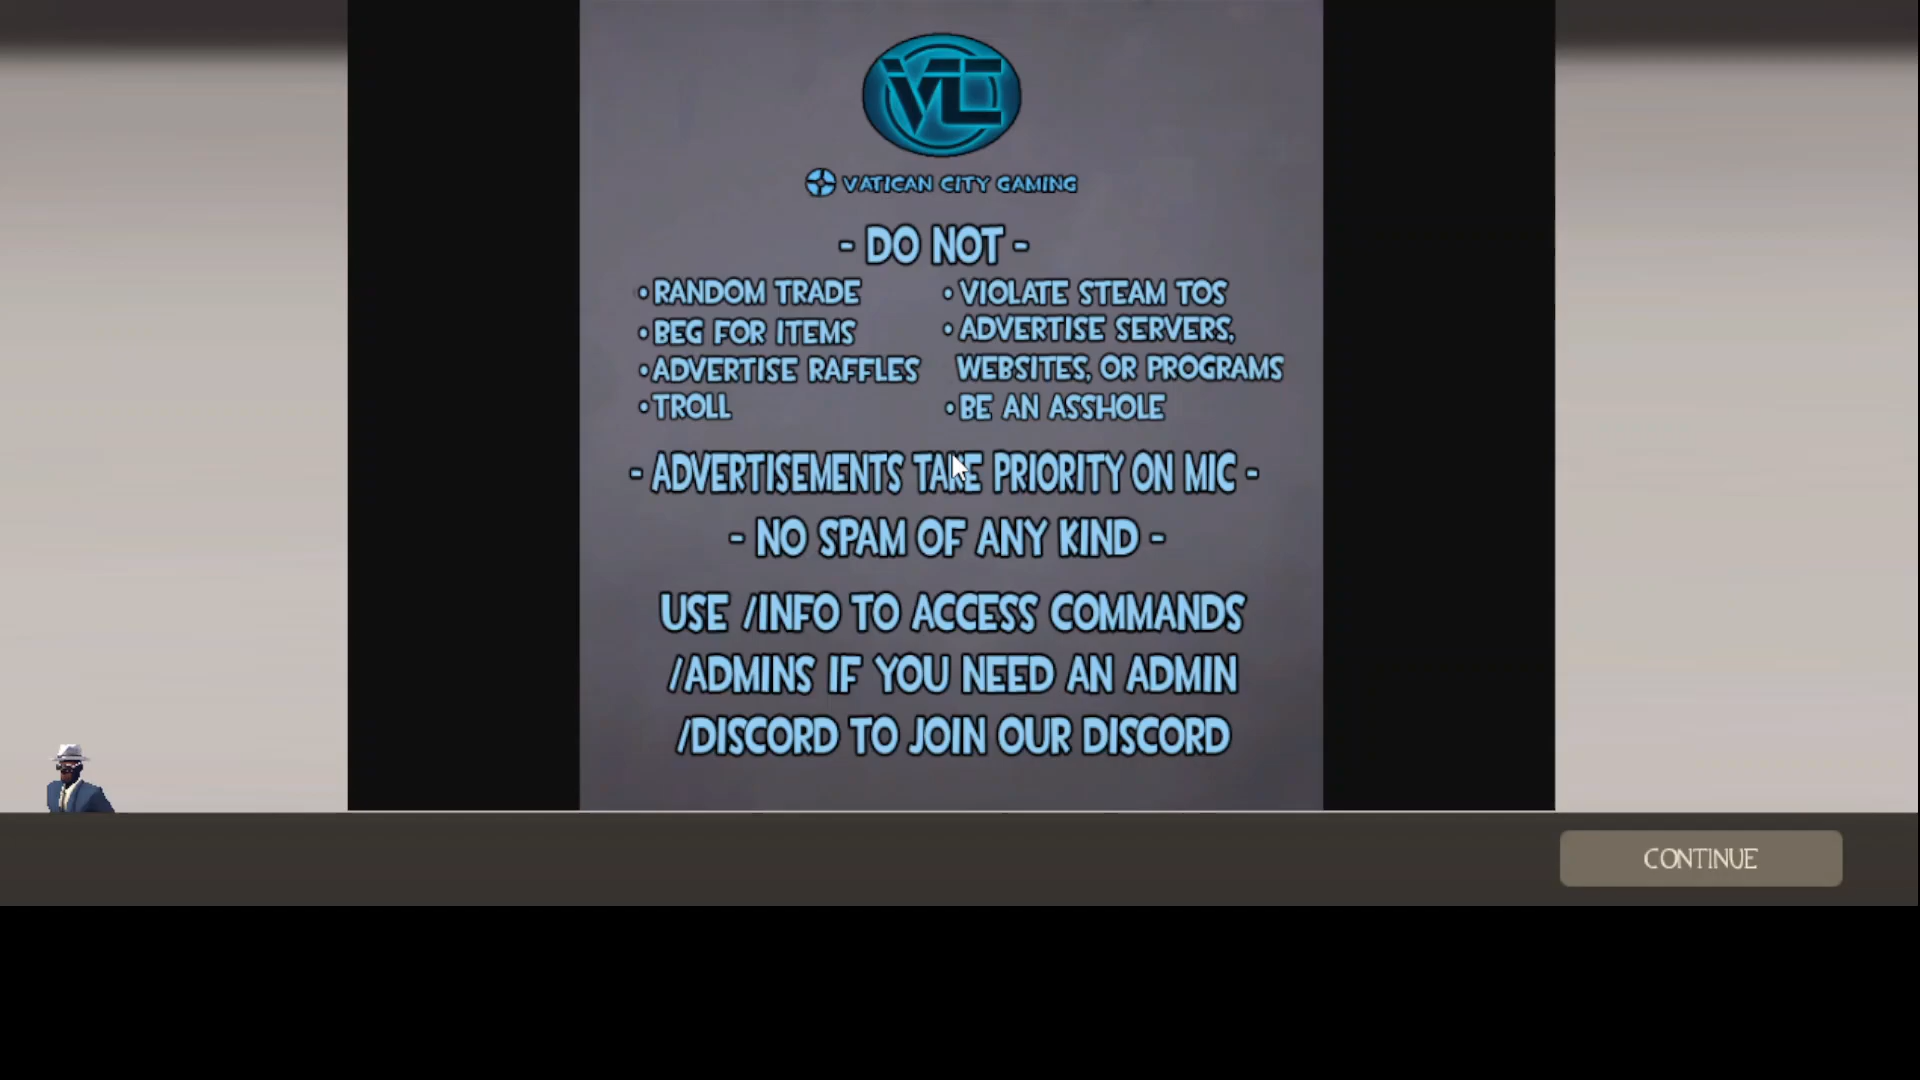 VC
VATICAN CITY GAMING
- DO NOT -
• RANDOM TRADE
• BEG FOR ITEMS
• ADVERTISE RAFFLES
• TROLL
• VIOLATE STEAM TOS
• ADVERTISE SERVERS,
WEBSITES, OR PROGRAMS
• BE AN ASSHOLE
- ADVERTISEMENTS TAKE PRIORITY ON MIC -
- NO SPAM OF ANY KIND -
USE /INFO TO ACCESS COMMANDS
/ADMINS IF YOU NEED AN ADMIN
/DISCORD TO JOIN OUR DISCORD
CONTINUE